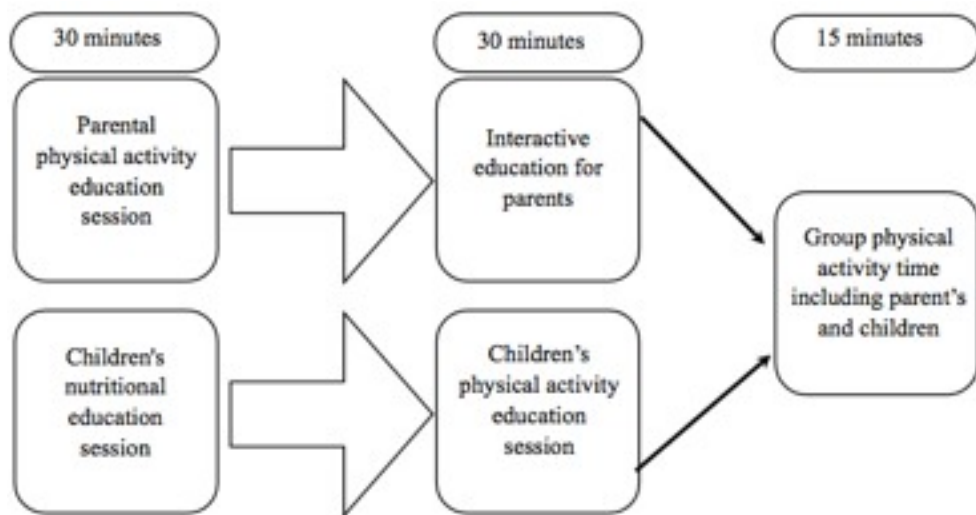 30 minutes
30 minutes
15 minutes
Parental
physical activity
education
session
Interactive
education for
parents
Group physical
activity time
including parent's
and children
Children's
nutritional
education
session
Children's
physical activity
education
session